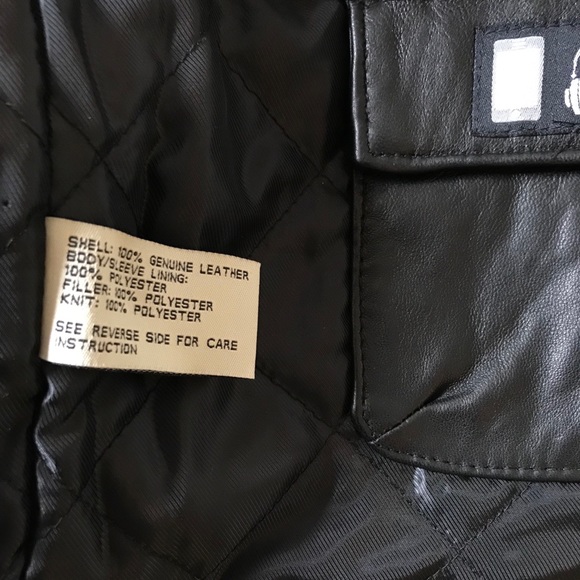 SHELL: 100% GENUINE LEATHER
BODY/SLEEVE LINING:
100% POLYESTER
FILLER: 100% POLYESTER
KNIT: 100% POLYESTER
SEE REVERSE SIDE FOR CARE
INSTRUCTION